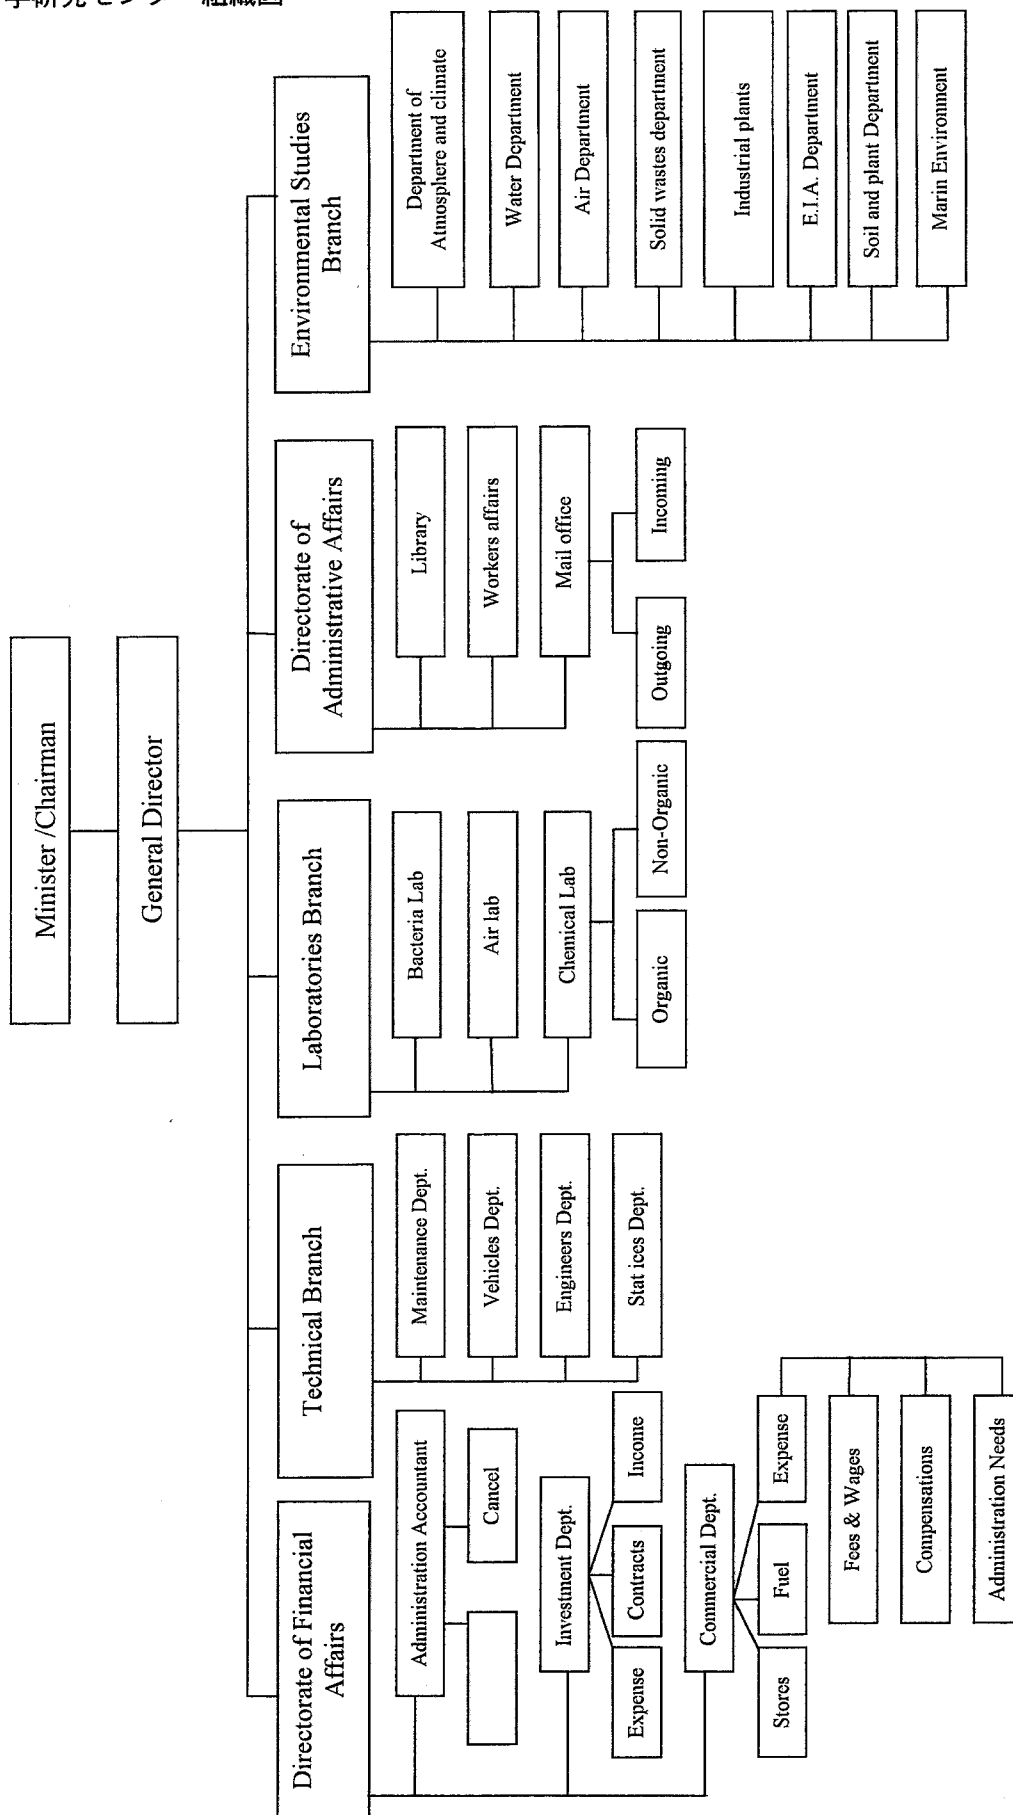 学研究センター組織図
Minister /Chairman
General Director
Directorate of Financial
Affairs
Administration Accountant
Cancel
Investment Dept.
Expense
Contracts
Income
Commercial Dept.
Stores
Fuel
Expense
Fees & Wages
Compensations
Administration Needs
Technical Branch
Maintenance Dept.
Vehicles Dept.
Engineers Dept.
Stat ices Dept.
Laboratories Branch
Bacteria Lab
Air lab
Chemical Lab
Organic
Non-Organic
Directorate of
Administrative Affairs
Library
Workers affairs
Mail office
Outgoing
Incoming
Environmental Studies
Branch
Department of
Atmosphere and climate
Water Department
Air Department
Solid wastes department
Industrial plants
E.I.A. Department
Soil and plant Department
Marin Environment